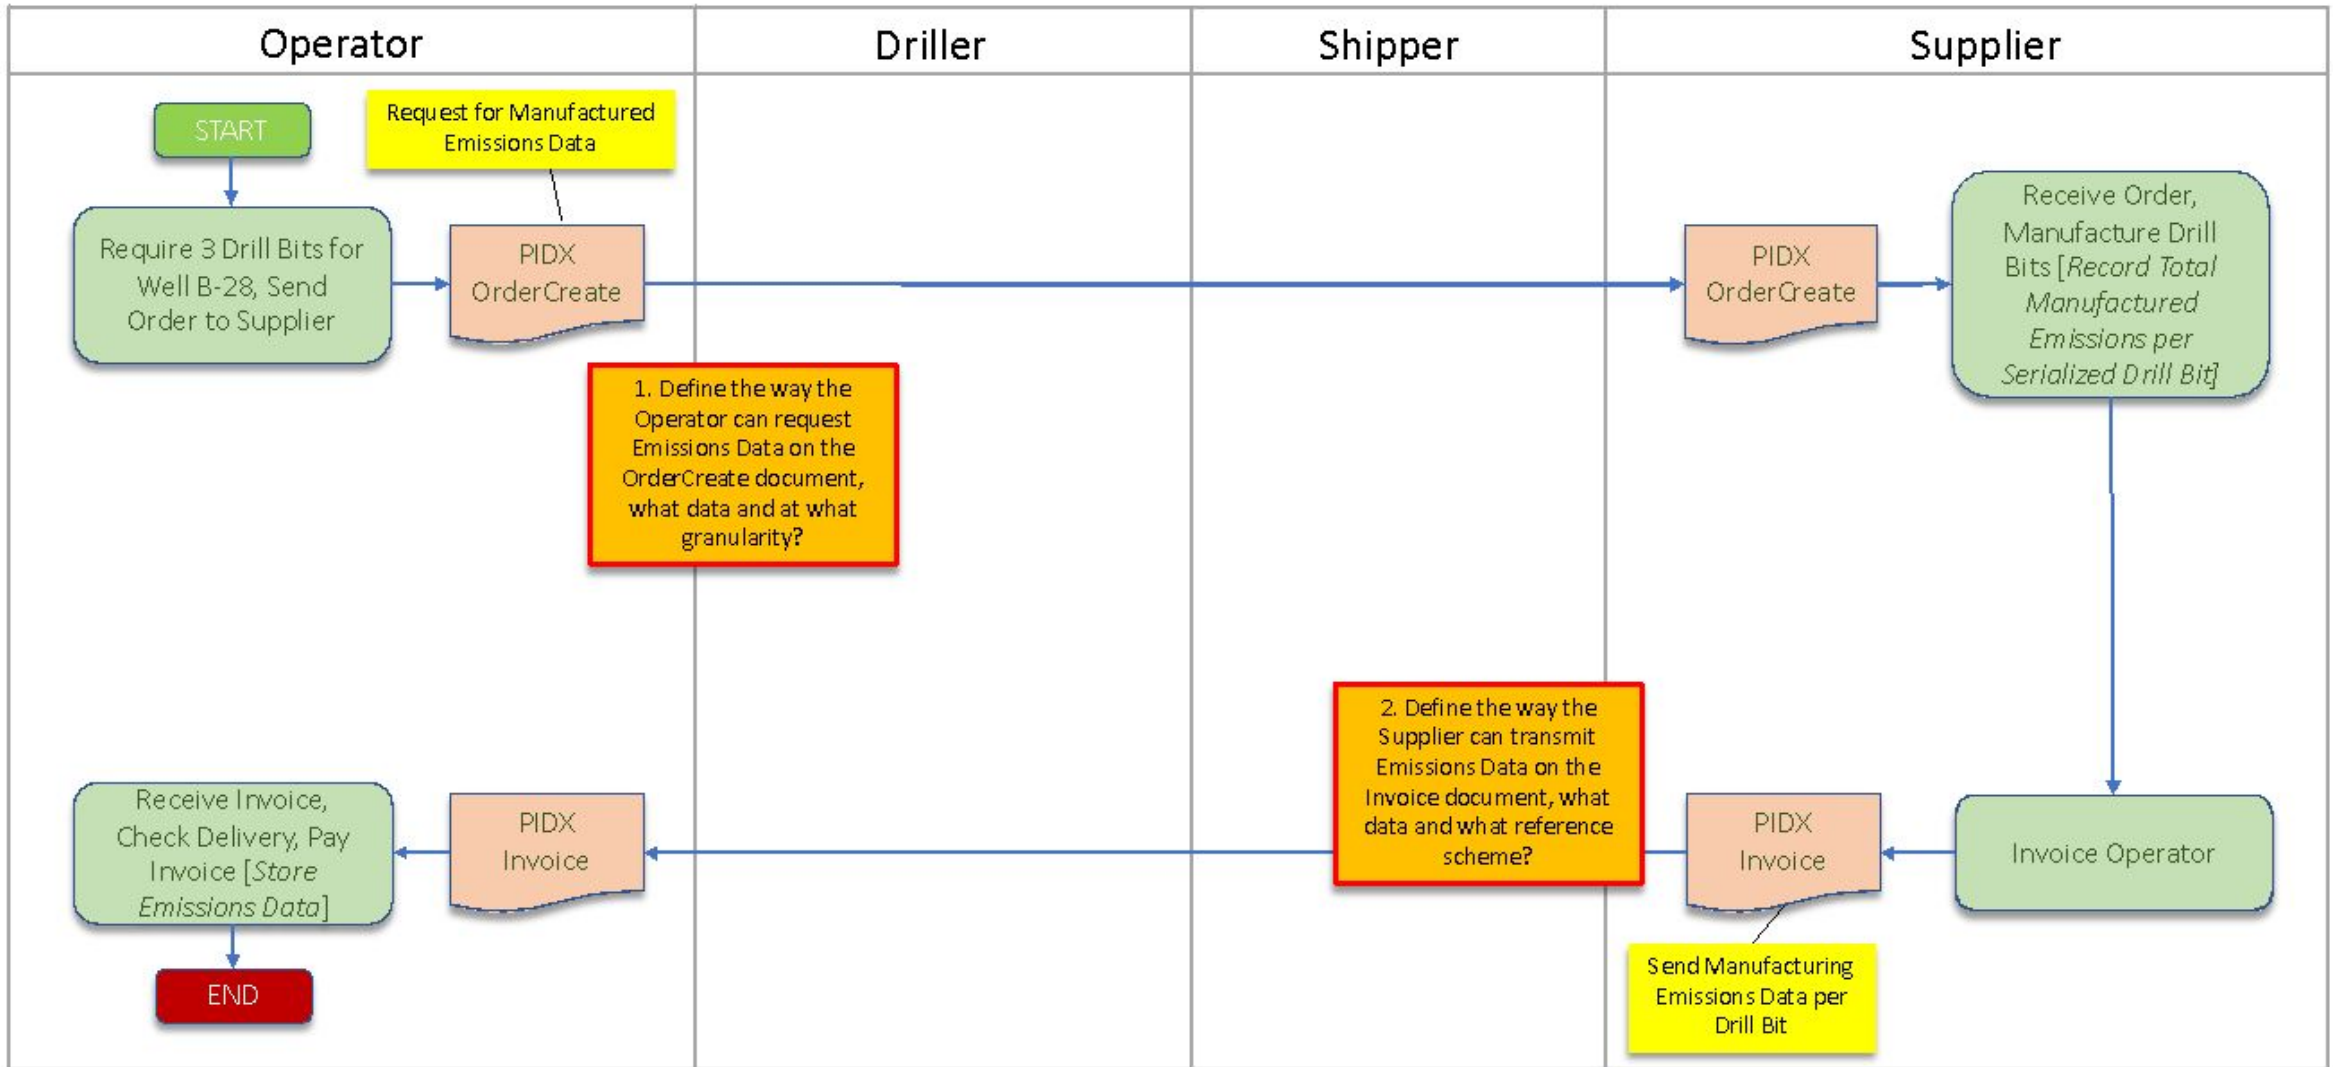 Operator
Driller
Shipper
Supplier
START
Request for Manufactured
Emissions Data
Require 3 Drill Bits for
Well B-28, Send
Order to Supplier
PIDX
OrderCreate
PIDX
OrderCreate
Receive Order,
Manufacture Drill
Bits [Record Total
Manufactured
Emissions per
Serialized Drill Bit]
1. Define the way the
Operator can request
Emissions Data on the
OrderCreate document,
what data and at what
granularity?
2. Define the way the
Supplier can transmit
Emissions Data on the
Invoice document, what
data and what reference
scheme?
Receive Invoice,
Check Delivery, Pay
Invoice [Store
Emissions Data]
PIDX
Invoice
PIDX
Invoice
Invoice Operator
END
Send Manufacturing
Emissions Data per
Drill Bit